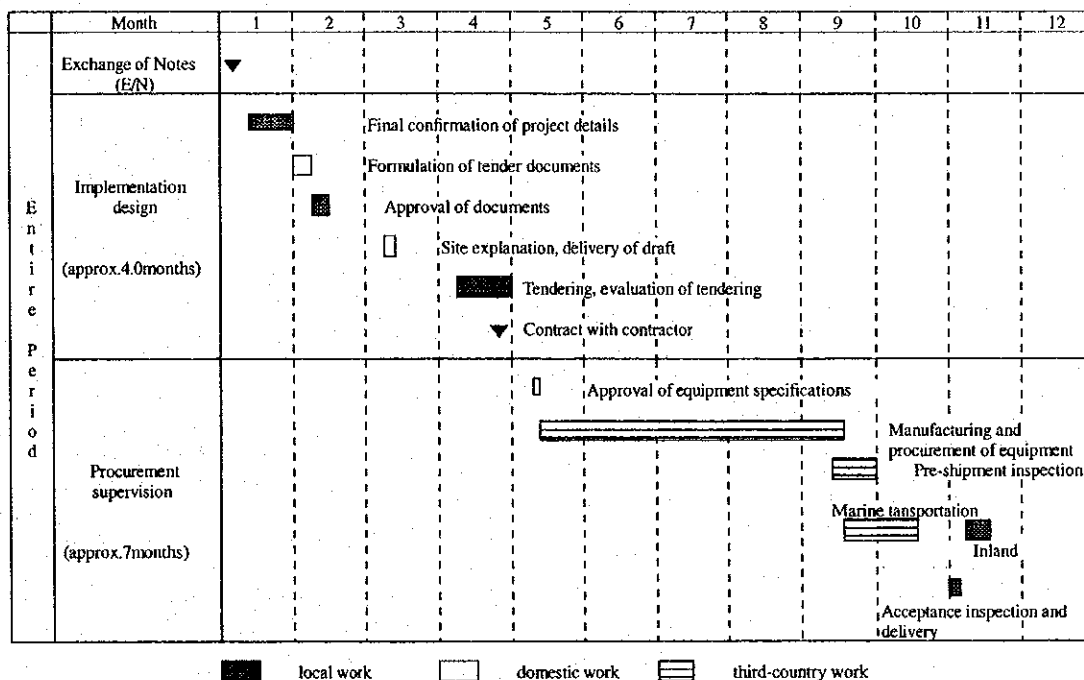 Month 1 2 3 4 5 6 7 8 9 10 11 12
Exchange of Notes
(E/N)
Final confirmation of project details
Formulation of tender documents
Implementation
design
Approval of documents
Site explanation, delivery of draft
(approx.4.0months)
Tendering, evaluation of tendering
Contract with contractor
Entire Period
Approval of equipment specifications
Manufacturing and
procurement of equipment
Procurement
supervision
Pre-shipment inspection
Marine tansportation
(approx.7months)
Inland
Acceptance inspection and
delivery
local work domestic work third-country work